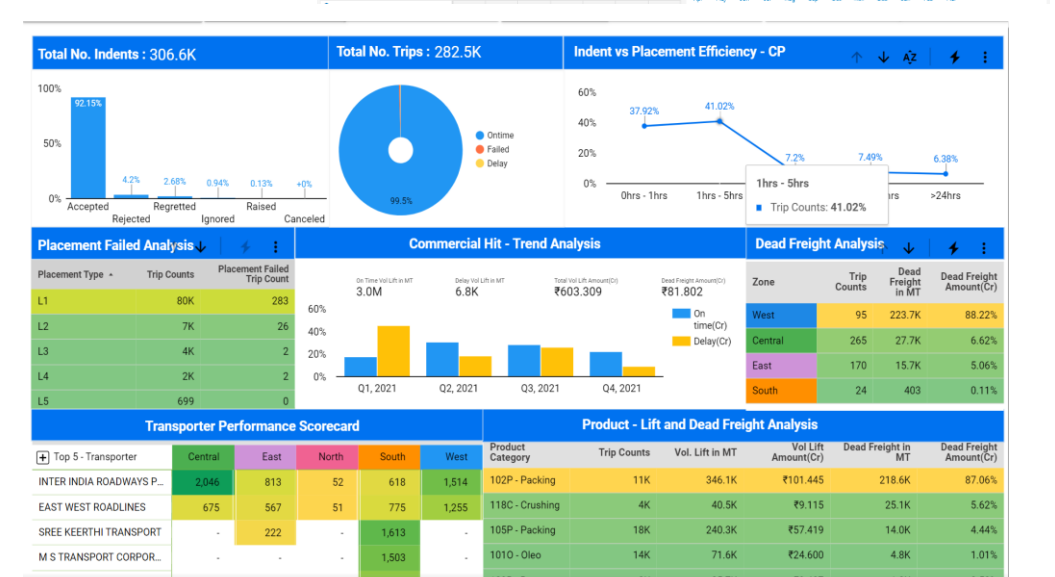 Total No. Indents : 306.6K
Total No. Trips : 282.5K
Indent vs Placement Efficiency - CP
AZ
100%
50%
0%
92.15%
4.2%
2.68%
0.94%
0.13%
+0%
Accepted
Rejected
Regretted
Ignored
Raised
Canceled
99.5%
Ontime
Failed
Delay
60%
40%
20%
0%
37.92%
41.02%
7.2%
7.49%
6.38%
0hrs - 1hrs
1hrs - 5hrs
rs
>24hrs
1hrs - 5hrs
Trip Counts: 41.02%
Placement Failed Analysis
Placement Type
Trip Counts
Placement Failed
Trip Count
L1 80K 283
L2 7K 26
L3 4K 2
L4 2K 2
L5 699 0
Commercial Hit - Trend Analysis
On Time Vol Lift in MT
3.0M
Delay Vol Lift in MT
6.8K
Total Vol Lift Amount(Cr)
₹603.309
Dead Freight Amount(Cr)
₹81.802
60%
40%
20%
0%
On
time(Cr)
Delay(Cr)
Q1, 2021
Q2, 2021
Q3, 2021
Q4, 2021
Dead Freight Analysis
Zone
Trip
Counts
Dead
Freight
in MT
Dead Freight
Amount(Cr)
West 95 223.7K 88.22%
Central 265 27.7K 6.62%
East 170 15.7K 5.06%
South 24 403 0.11%
Transporter Performance Scorecard
Top 5 - Transporter Central East North South West
INTER INDIA ROADWAYS P... 2,046 813 52 618 1,514
EAST WEST ROADLINES 675 567 51 775 1,255
SREE KEERTHI TRANSPORT - 222 - 1,613 -
M S TRANSPORT CORPOR... - - - 1,503 -
Product - Lift and Dead Freight Analysis
Product
Category
Trip Counts
Vol. Lift in MT
Vol Lift
Amount(Cr)
Dead Freight in
MT
Dead Freight
Amount(Cr)
102P - Packing 11K 346.1K ₹101.445 218.6K 87.06%
118C - Crushing 4K 40.5K ₹9.115 25.1K 5.62%
105P - Packing 18K 240.3K ₹57.419 14.0K 4.44%
101O - Oleo 14K 71.6K ₹24.600 4.8K 1.01%